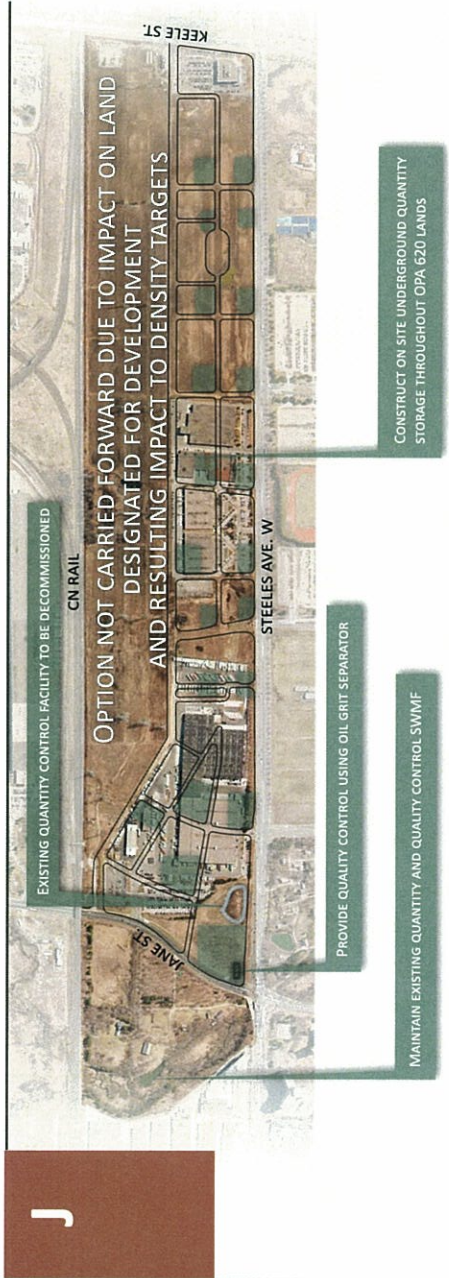 J
EXISTING QUANTITY CONTROL FACILITY TO BE DECOMMISSIONED
CN RAIL
KEELE ST.
OPTION NOT CARRIED FORWARD DUE TO IMPACT ON LAND
DESIGNATED FOR DEVELOPMENT
AND RESULTING IMPACT TO DENSITY TARGETS
JANE ST.
STEELES AVE. W
PROVIDE QUALITY CONTROL USING OIL GRIT SEPARATOR
MAINTAIN EXISTING QUANTITY AND QUALITY CONTROL SWMF
CONSTRUCT ON SITE UNDERGROUND QUANTITY
STORAGE THROUGHOUT OPA 620 LANDS